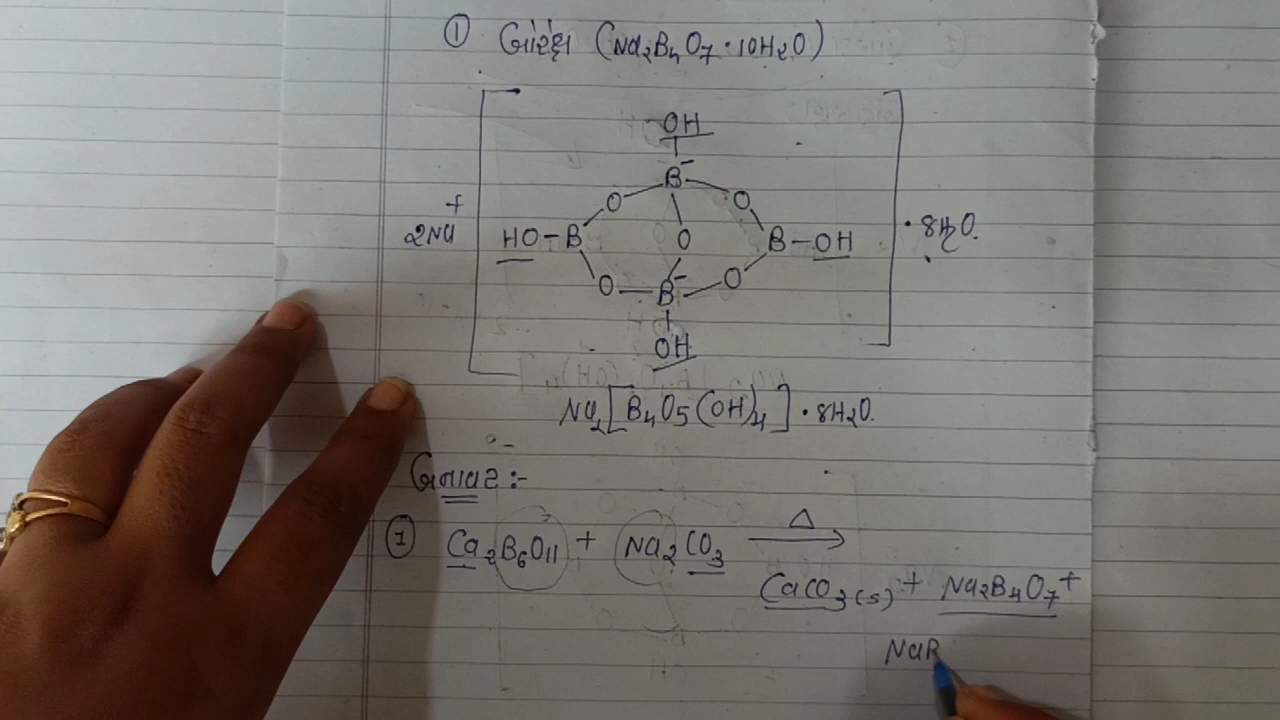 ① બોરેક્ષ (Na₂B₄O₇·10H₂O)
OH
B⁻
O O
2Na⁺ HO-B O B-OH ·8H₂O.
O B⁻ O
OH
Na₂[B₄O₅(OH)₄]·8H₂O.
બનાવટ :-
① Ca₂B₆O₁₁ + Na₂CO₃ Δ→
CaCO₃(s) + Na₂B₄O₇ +
NaB